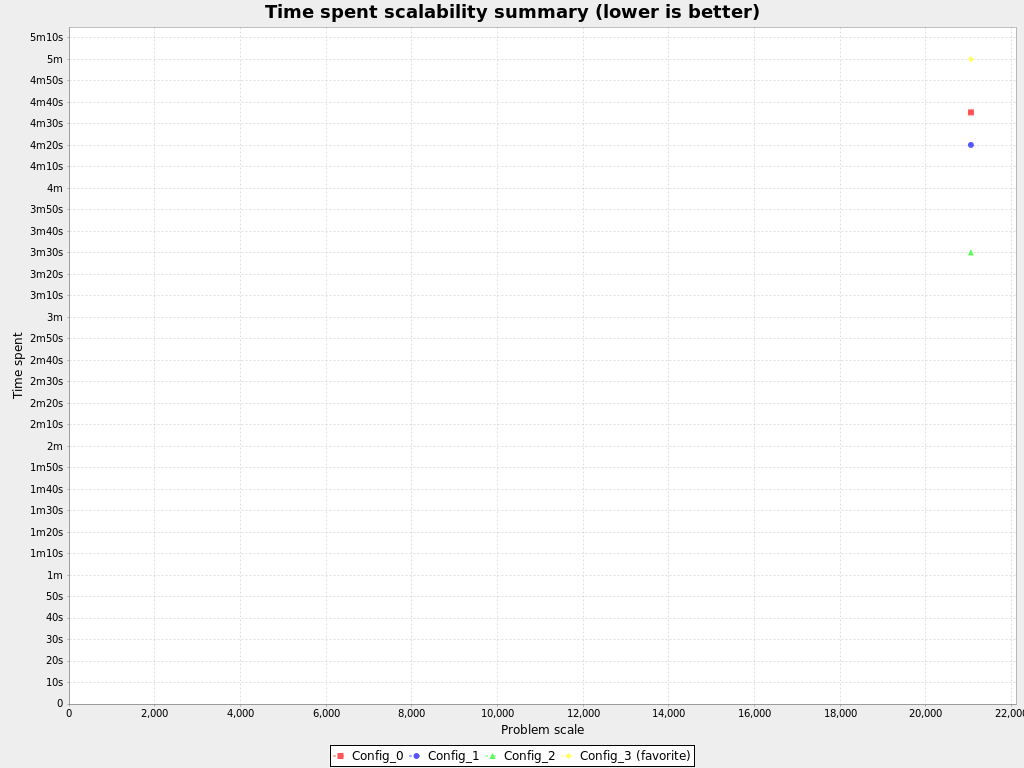 Time spent scalability summary (lower is better)
5m10s
5m
4m50s
4m40s
4m30s
4m20s
4m10s
4m
3m50s
3m40s
3m30s
3m20s
3m10s
3m
2m50s
2m40s
2m30s
2m20s
2m10s
2m
1m50s
1m40s
1m30s
1m20s
1m10s
1m
50s
40s
30s
20s
10s
0
Time spent
0 2,000 4,000 6,000 8,000 10,000 12,000 14,000 16,000 18,000 20,000 22,000
Problem scale
Config_0 Config_1 Config_2 Config_3 (favorite)